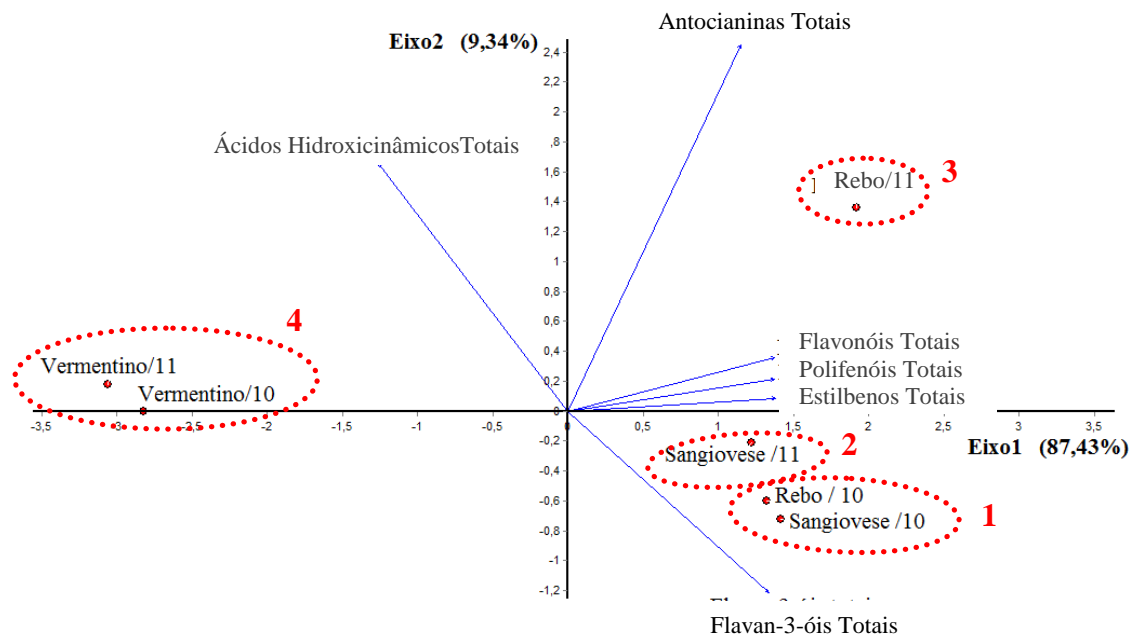 Antocianinas Totais
Eixo2 (9,34%)
2,4
2,2
2
,8
1,6
1,4
1,2
1
0,8
0,6
0,4
0,2
0
-0,2
-0,4
-0,6
-0,8
-1
-1,2
Ácidos HidroxicinâmicosTotais
Rebo/11
3
4
Vermentino/11
Vermentino/10
Flavonóis Totais
Polifenóis Totais
Estilbenos Totais
-3,5 -2 -1,5 -1 -0,5 0 0,5 1 1,5 2 2,5 3 3,5
Eixo1 (87,43%)
Sangiovese /11
2
Rebo / 10
Sangiovese /10
1
Flavan-3-óis Totais